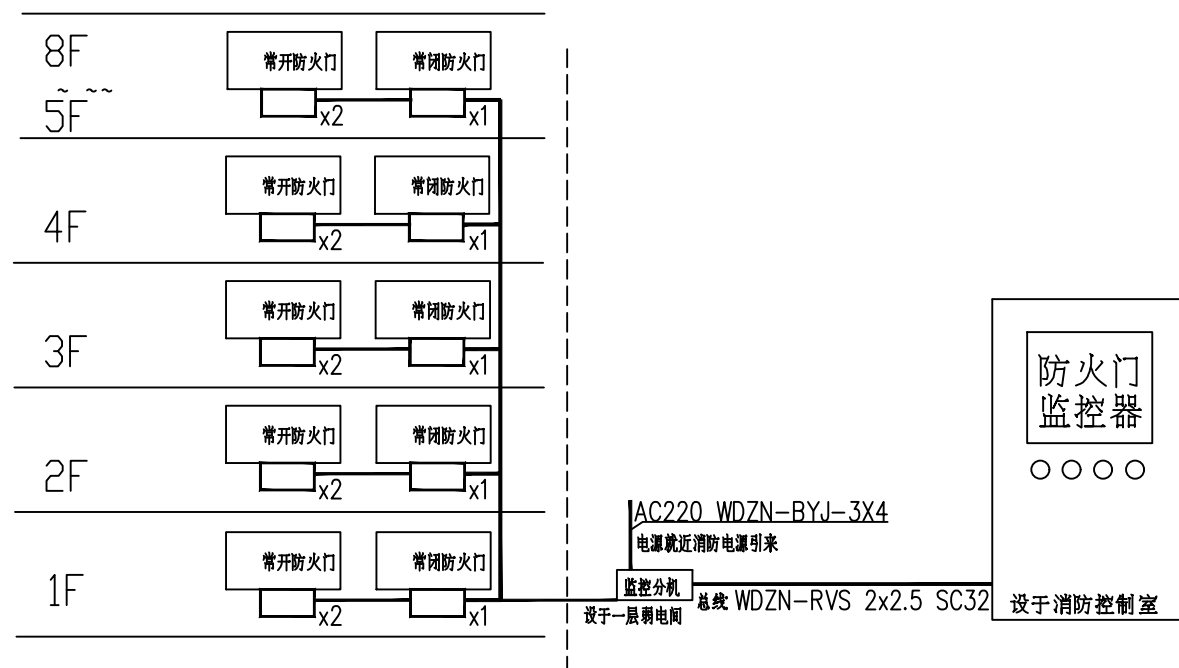 8F
~ ~~
5F
常开防火门 常闭防火门
x2 x1
4F
常开防火门 常闭防火门
x2 x1
3F
常开防火门 常闭防火门
x2 x1
2F
常开防火门 常闭防火门
x2 x1
1F
常开防火门 常闭防火门
x2 x1
AC220 WDZN-BYJ-3X4
电源就近消防电源引来
监控分机
设于一层弱电间
总线 WDZN-RVS 2x2.5 SC32
防火门
监控器
设于消防控制室